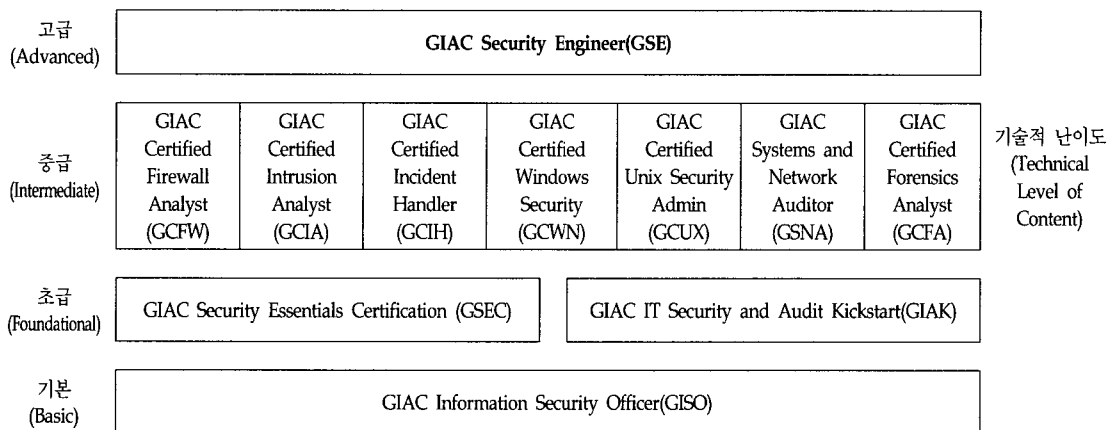 고급
(Advanced)
GIAC Security Engineer(GSE)
중급
(Intermediate)
GIAC
Certified
Firewall
Analyst
(GCFW)
GIAC
Certified
Intrusion
Analyst
(GCIA)
GIAC
Certified
Incident
Handler
(GCIH)
GIAC
Certified
Windows
Security
(GCWN)
GIAC
Certified
Unix Security
Admin
(GCUX)
GIAC
Systems and
Network
Auditor
(GSNA)
GIAC
Certified
Forensics
Analyst
(GCFA)
기술적 난이도
(Technical
Level of
Content)
초급
(Foundational)
GIAC Security Essentials Certification (GSEC)
GIAC IT Security and Audit Kickstart(GIAK)
기본
(Basic)
GIAC Information Security Officer(GISO)